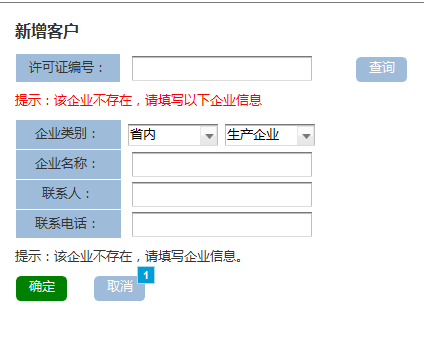 新增客户
许可证编号： 查询
提示：该企业不存在，请填写以下企业信息
企业类别： 省内 生产企业
企业名称：
联系人：
联系电话：
提示：该企业不存在，请填写企业信息。
确定 取消 1